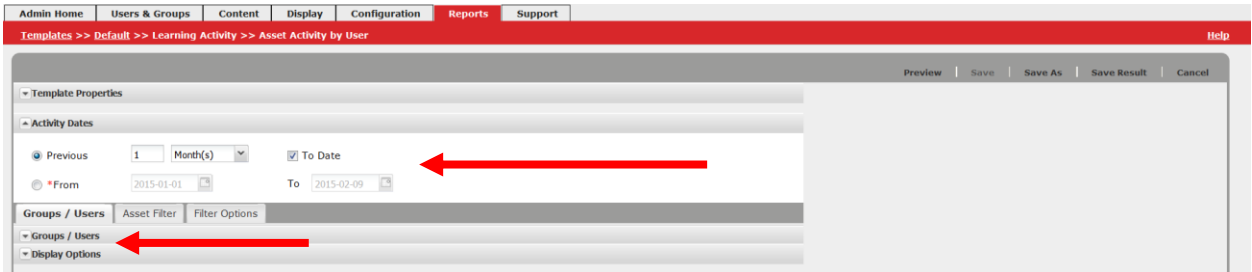 Admin Home Users & Groups Content Display Configuration Reports Support
Templates >> Default >> Learning Activity >> Asset Activity by User Help
Preview Save Save As Save Result Cancel
Template Properties
Activity Dates
Previous 1 Month(s) To Date
*From 2015-01-01 To 2015-02-09
Groups / Users Asset Filter Filter Options
Groups / Users
Display Options